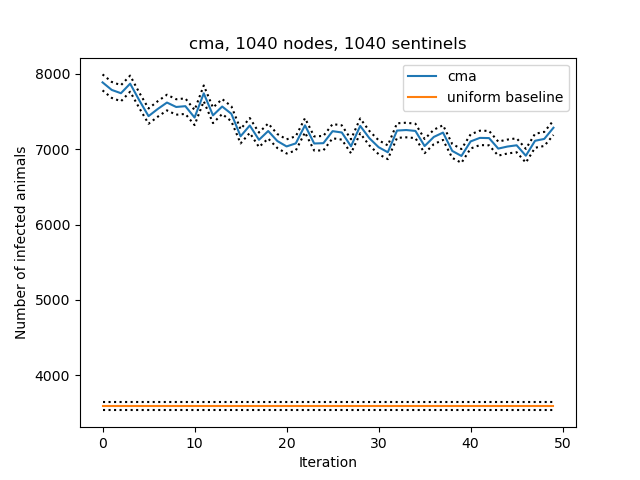 cma, 1040 nodes, 1040 sentinels
cma
uniform baseline
Number of infected animals
8000
7000
6000
5000
4000
0 10 20 30 40 50
Iteration